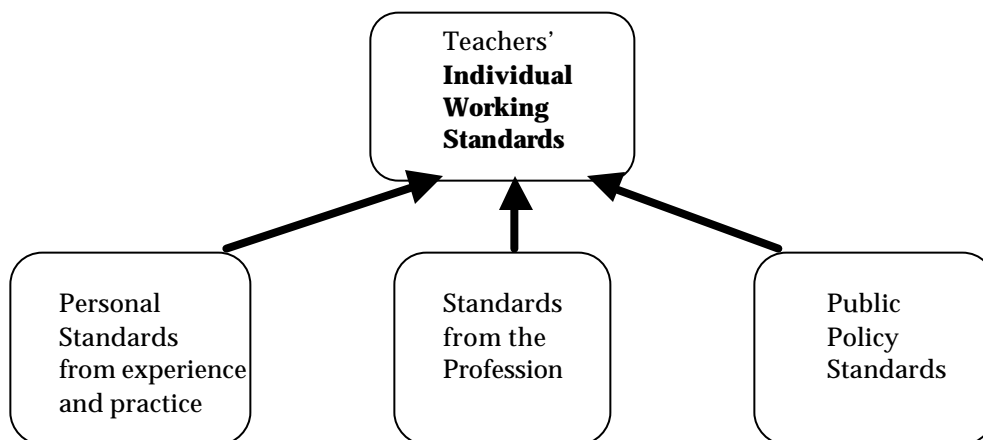 Teachers’
Individual
Working
Standards
Personal
Standards
from experience
and practice
Standards
from the
Profession
Public
Policy
Standards